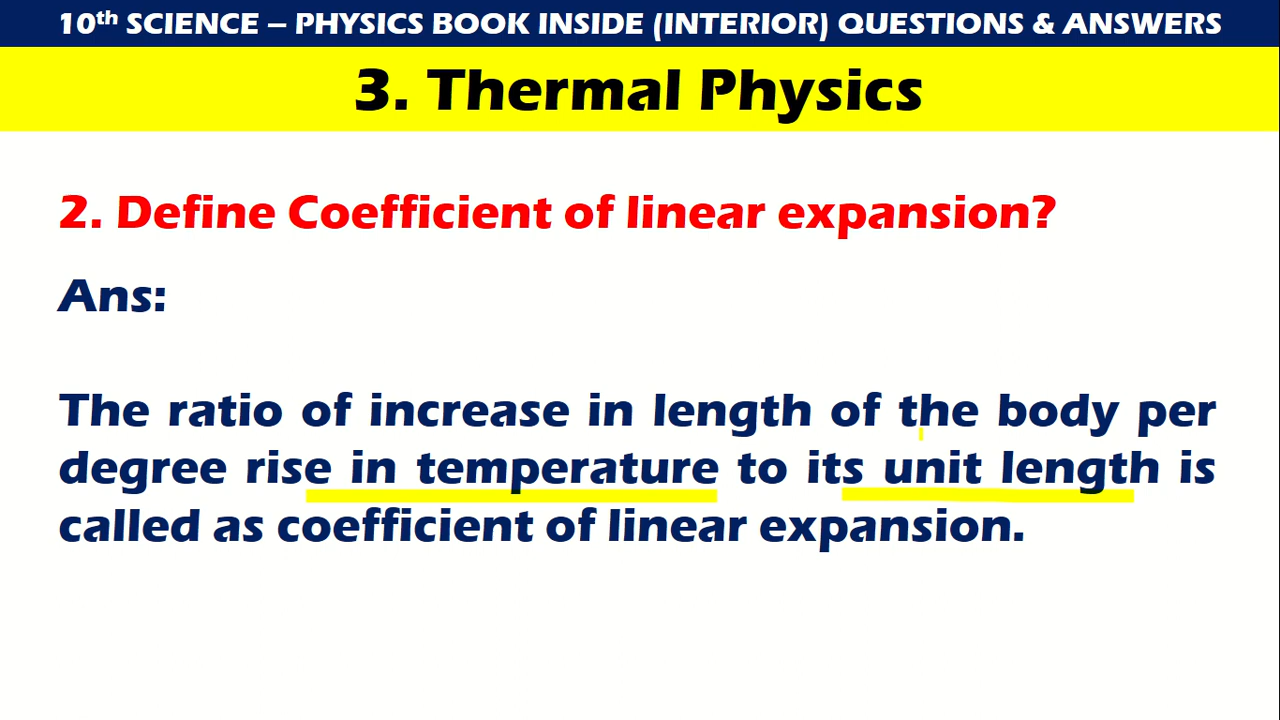 10th SCIENCE – PHYSICS BOOK INSIDE (INTERIOR) QUESTIONS & ANSWERS
3. Thermal Physics
2. Define Coefficient of linear expansion?
Ans:
The ratio of increase in length of the body per
degree rise in temperature to its unit length is
called as coefficient of linear expansion.